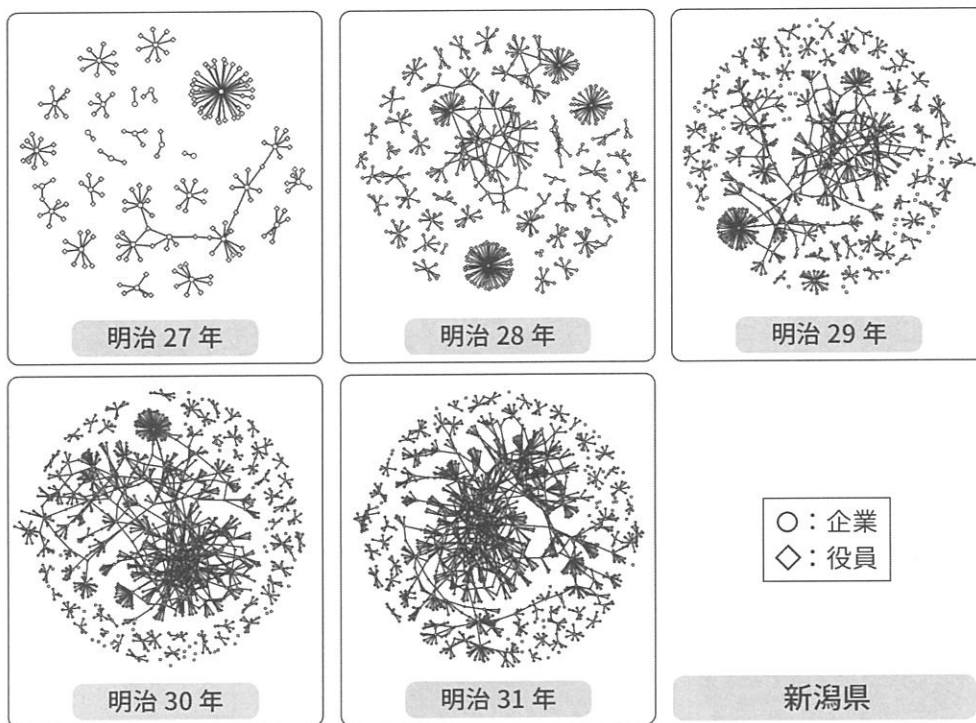 明治 27 年
明治 28 年
明治 29 年
明治 30 年
明治 31 年
○：企業
◇：役員
新潟県